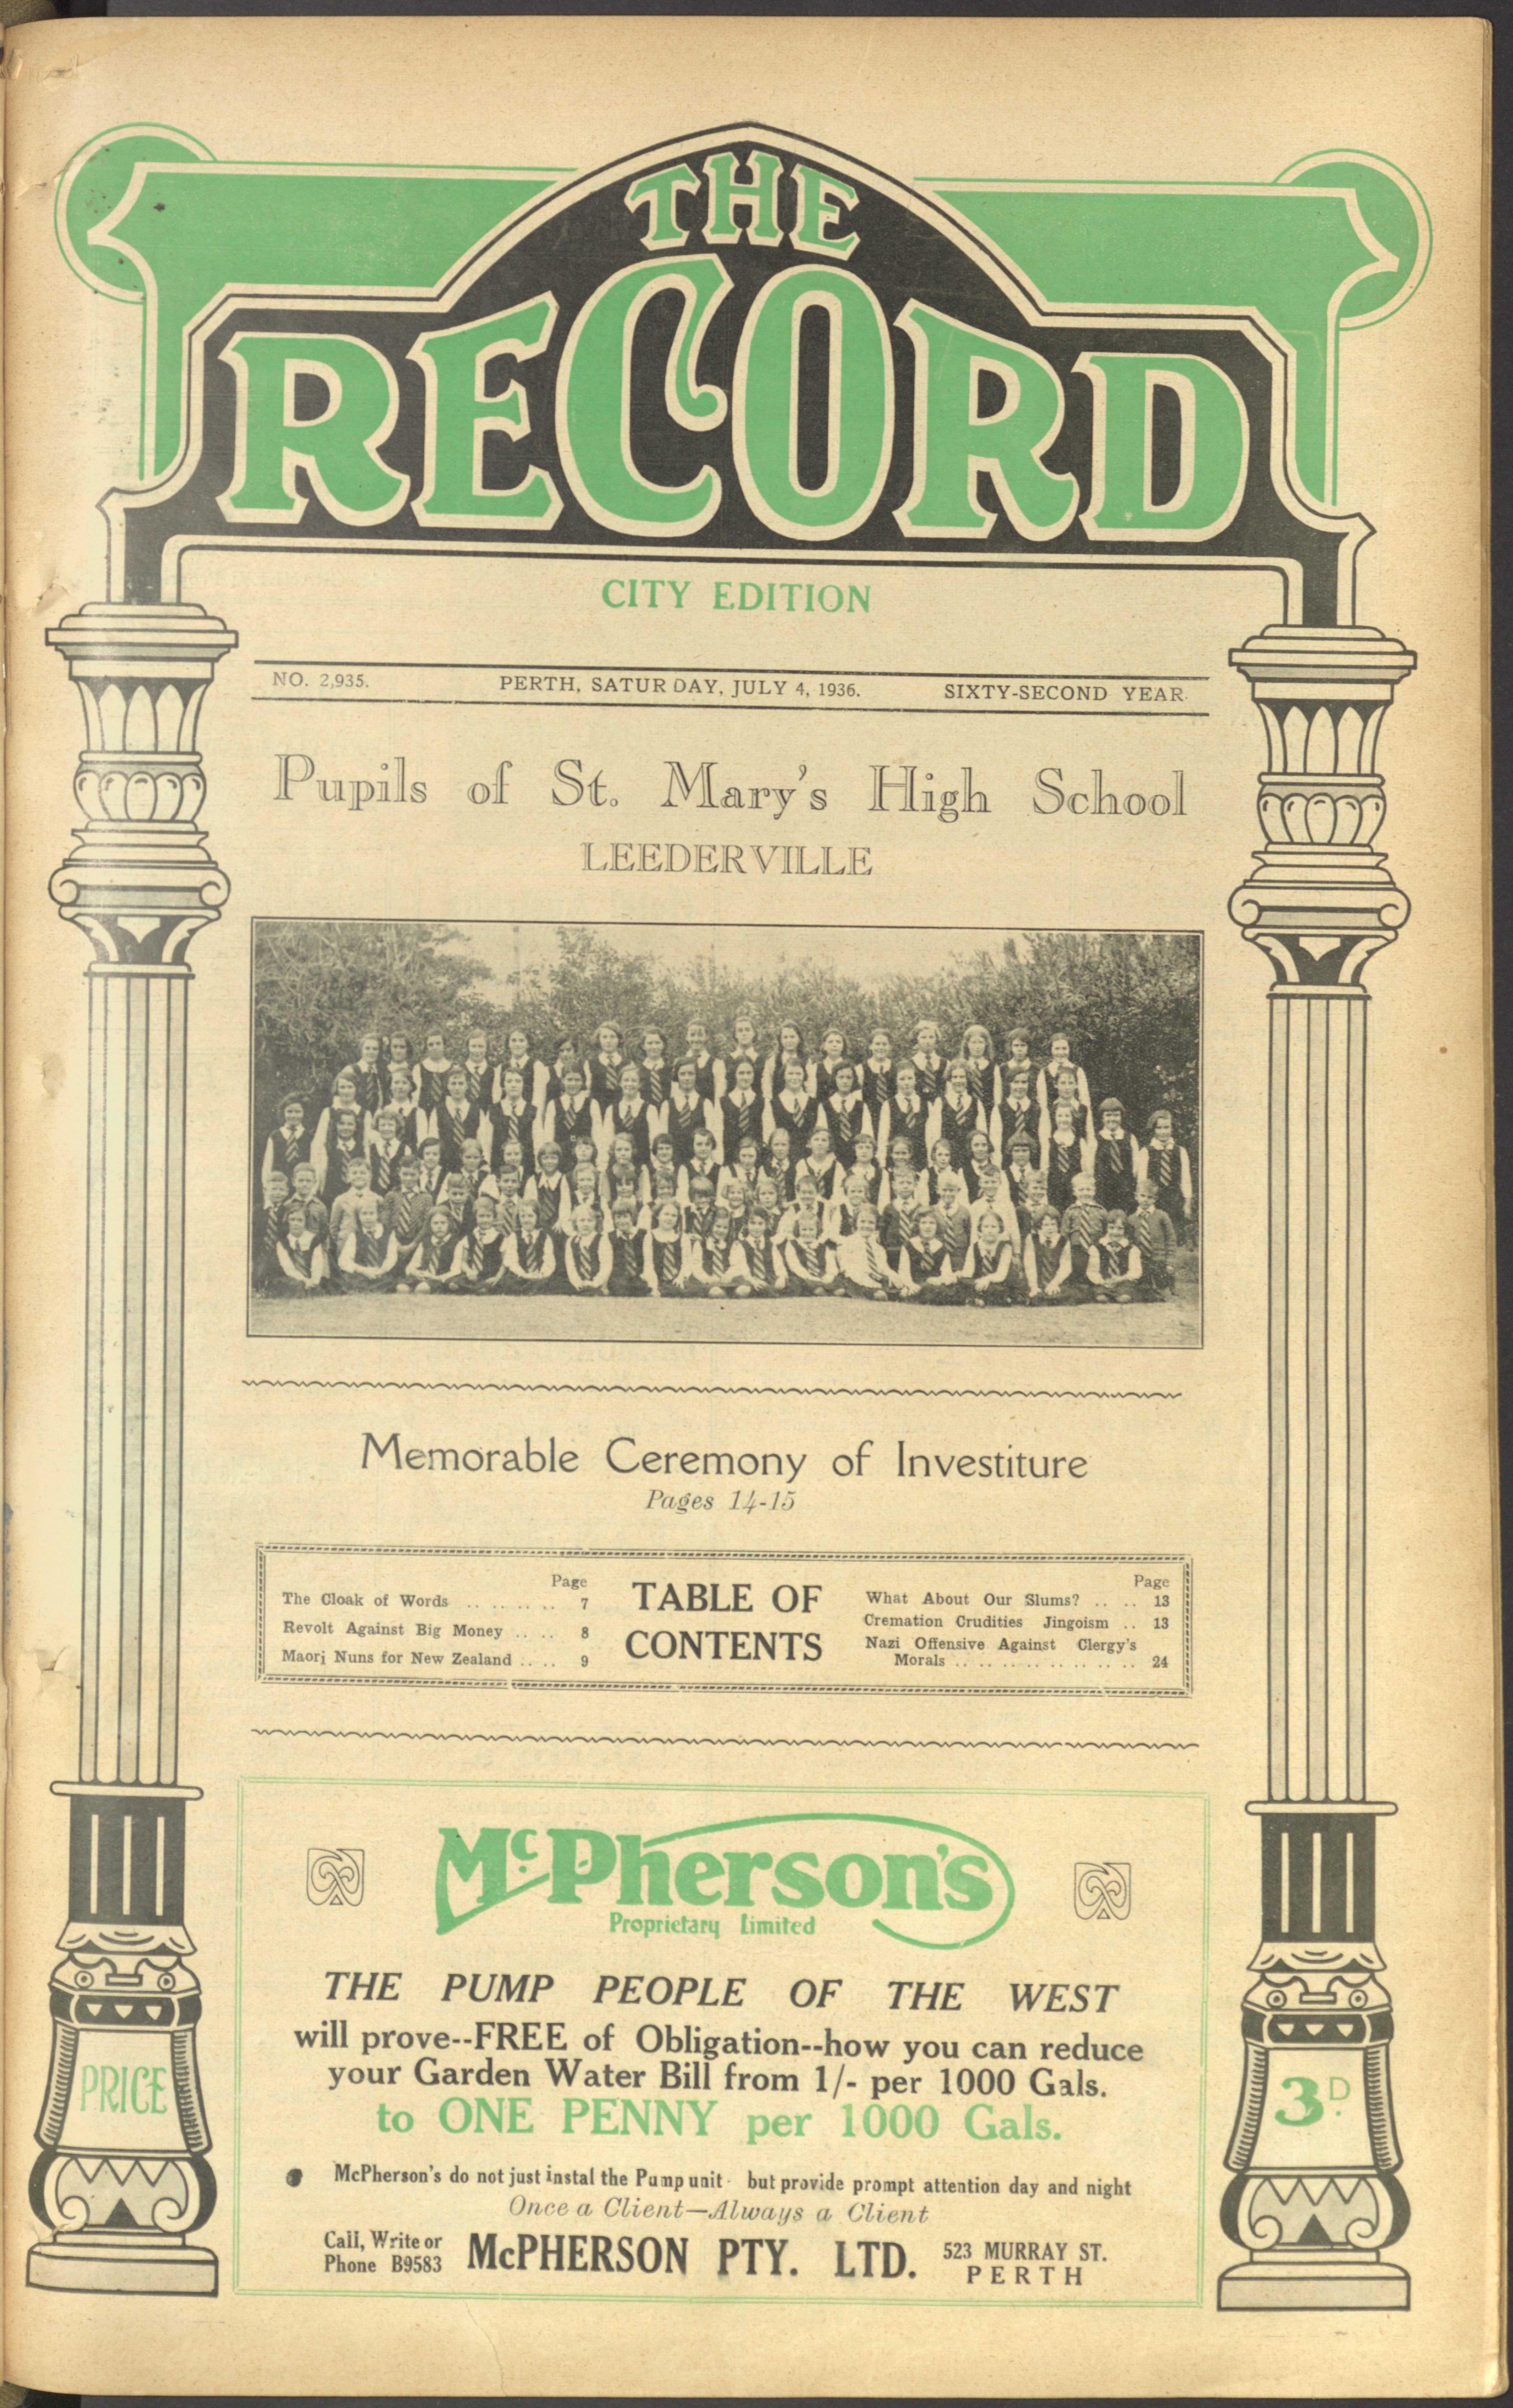 THE
RECORD
CITY EDITION
NO. 2,935. PERTH, SATURDAY, JULY 4, 1936. SIXTY-SECOND YEAR.
Pupils of St. Mary's High School
LEEDERVILLE
Memorable Ceremony of Investiture
Pages 14-15
TABLE OF
CONTENTS
Page
The Cloak of Words .. .. .. .. 7
Revolt Against Big Money .. .. 8
Maori Nuns for New Zealand .. .. 9
Page
What About Our Slums? .. .. 13
Cremation Crudities Jingoism .. 13
Nazi Offensive Against Clergy's
Morals .. .. .. .. .. .. .. .. 24
McPherson's
Proprietary Limited
THE PUMP PEOPLE OF THE WEST
will prove--FREE of Obligation--how you can reduce
your Garden Water Bill from 1/- per 1000 Gals.
to ONE PENNY per 1000 Gals.
McPherson's do not just instal the Pump unit - but provide prompt attention day and night
Once a Client—Always a Client
Call, Write or
Phone B9583
McPHERSON PTY. LTD.
523 MURRAY ST.
PERTH
PRICE
3D.